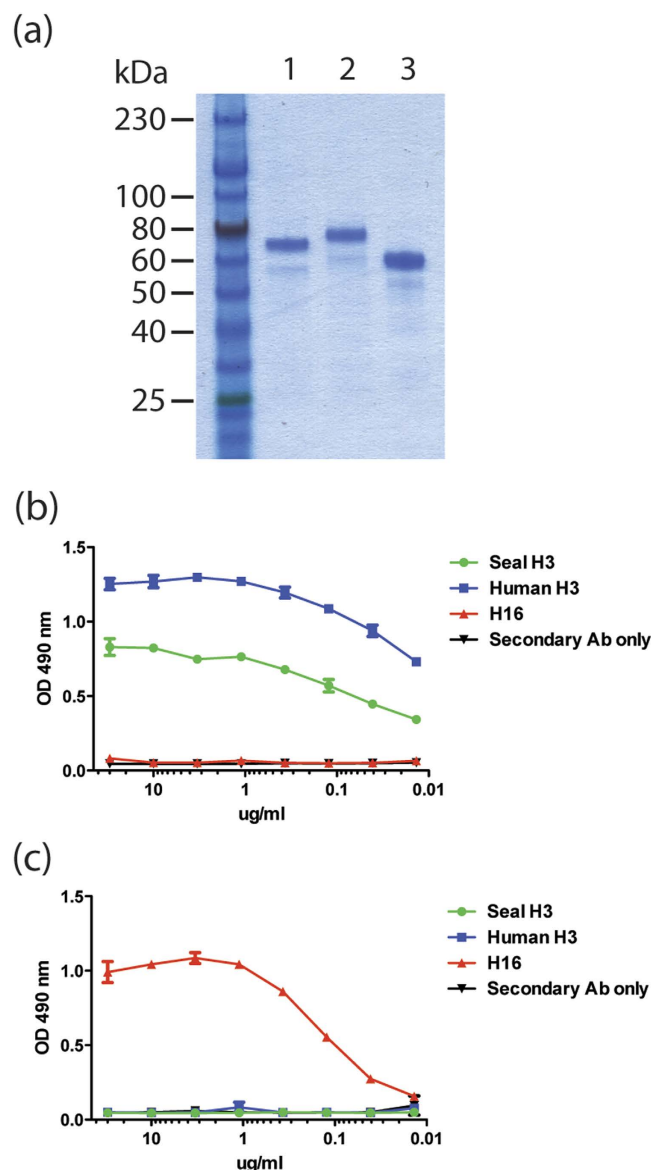 (a)
kDa 1 2 3
230
100
80
60
50
40
25
(b)
1.5
1.0
0.5
0.0
OD 490 nm
10 1 0.1 0.01
ug/ml
Seal H3
Human H3
H16
Secondary Ab only
(c)
1.5
1.0
0.5
0.0
OD 490 nm
10 1 0.1 0.01
ug/ml
Seal H3
Human H3
H16
Secondary Ab only